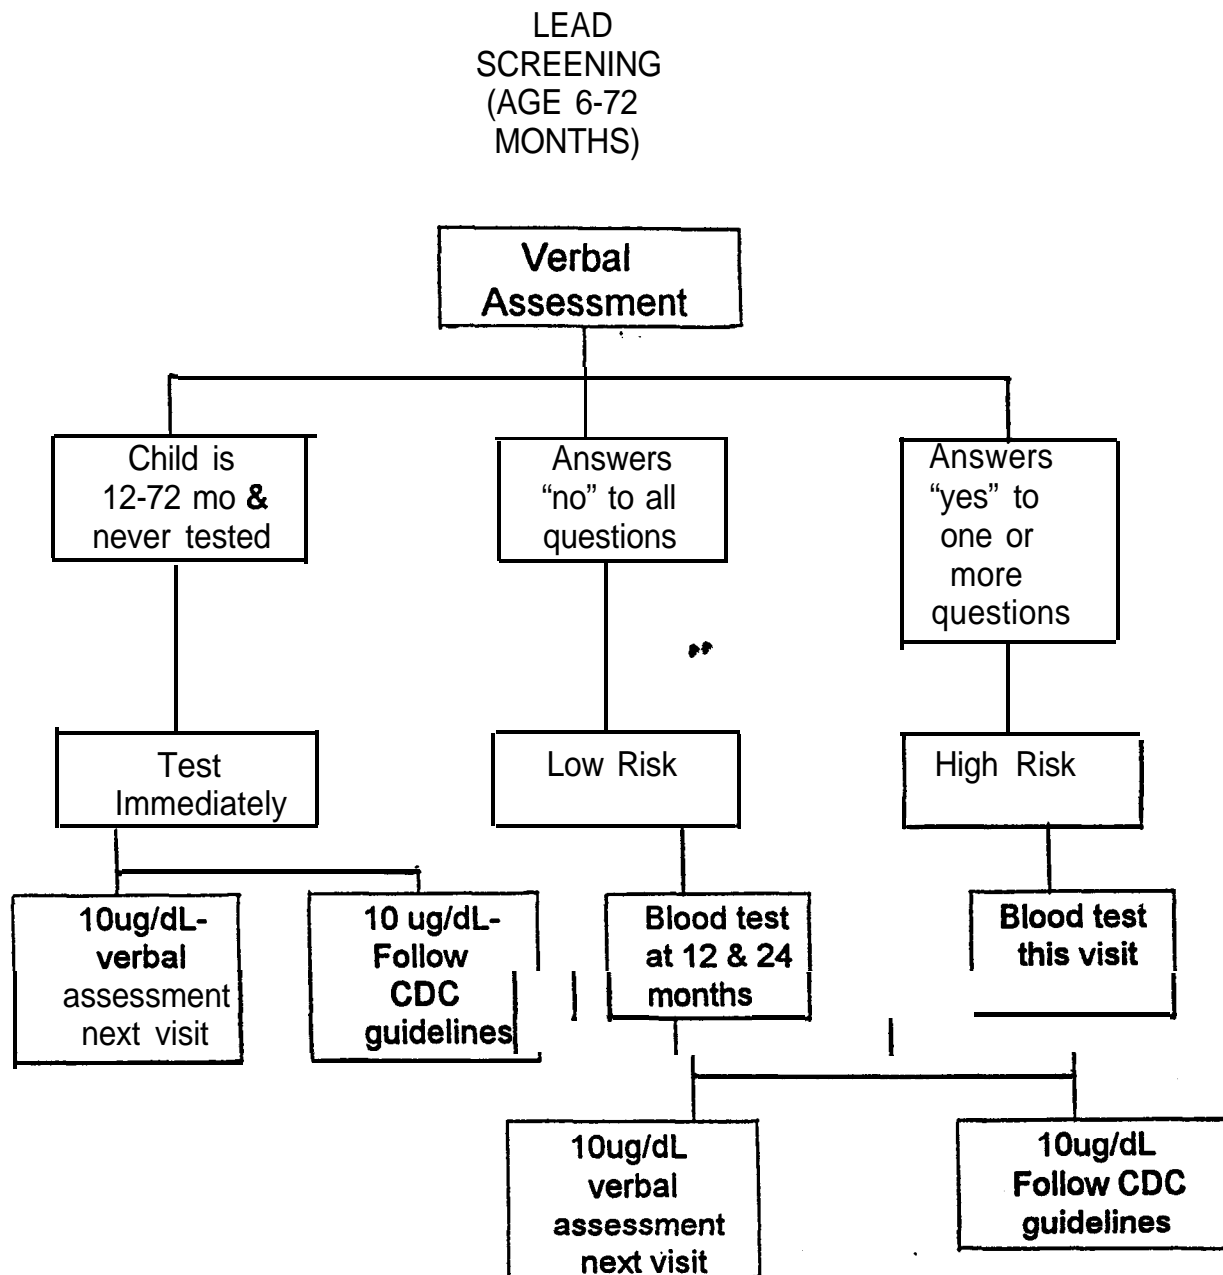 LEAD
SCREENING
(AGE 6-72
MONTHS)
Verbal
Assessment
Child is
12-72 mo &
never tested
Answers
“no” to all
questions
Answers
“yes” to
one or
more
questions
Test
Immediately
Low Risk
High Risk
10ug/dL-
verbal
assessment
next visit
10 ug/dL-
Follow
CDC
guidelines
Blood test
at 12 & 24
months
Blood test
this visit
10ug/dL
verbal
assessment
next visit
10ug/dL
Follow CDC
guidelines